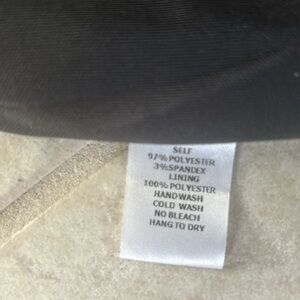 SELF
97% POLYESTER
3% SPANDEX
LINING
100% POLYESTER
HAND WASH
COLD WASH
NO BLEACH
HANG TO DRY